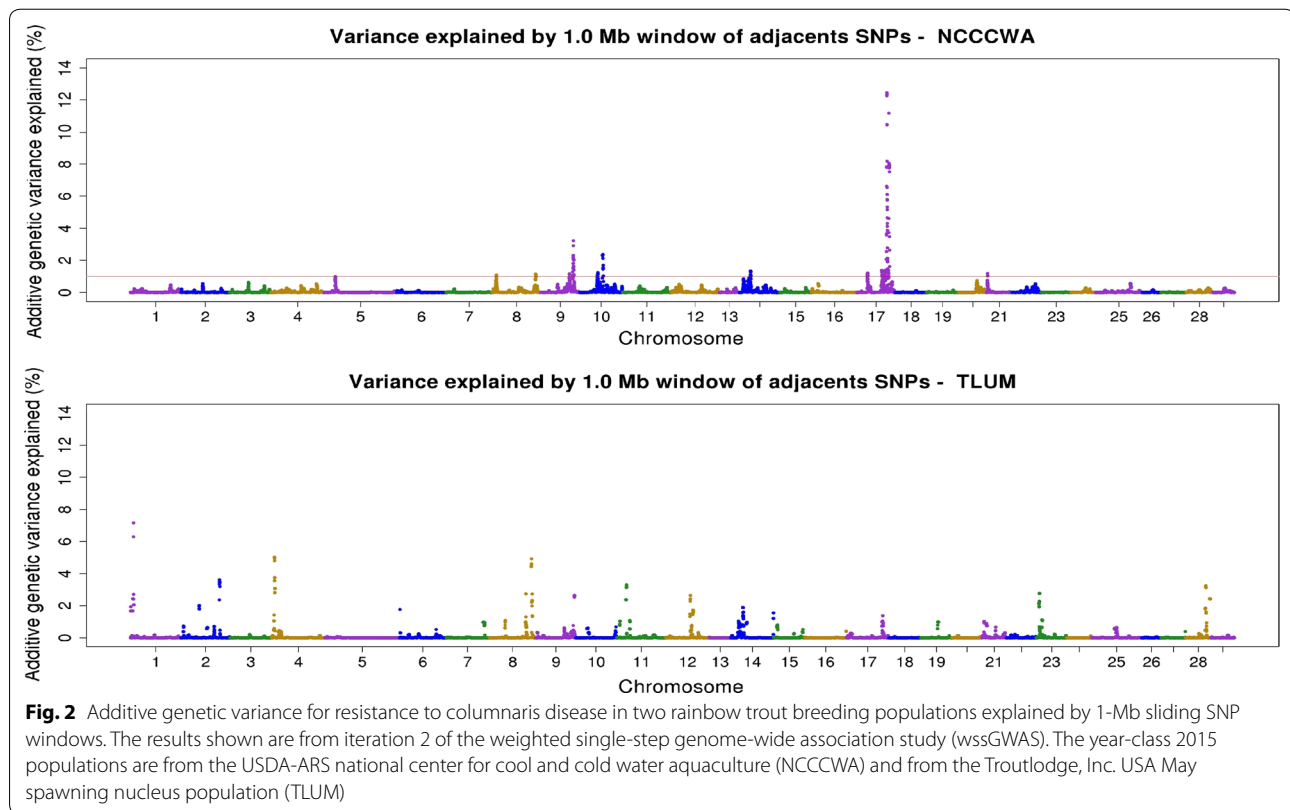 Variance explained by 1.0 Mb window of adjacents SNPs - NCCCWA
Additive genetic variance explained (%)
14
12
10
8
6
4
2
0
1 2 3 4 5 6 7 8 9 10 11 12 13 14 15 16 17 18 19 21 23 25 26 28
Chromosome
Variance explained by 1.0 Mb window of adjacents SNPs - TLUM
Additive genetic variance explained (%)
14
12
10
8
6
4
2
0
1 2 3 4 5 6 7 8 9 10 11 12 13 14 15 16 17 18 19 21 23 25 26 28
Chromosome
Fig. 2 Additive genetic variance for resistance to columnaris disease in two rainbow trout breeding populations explained by 1-Mb sliding SNP
windows. The results shown are from iteration 2 of the weighted single-step genome-wide association study (wssGWAS). The year-class 2015
populations are from the USDA-ARS national center for cool and cold water aquaculture (NCCCWA) and from the Troutlodge, Inc. USA May
spawning nucleus population (TLUM)